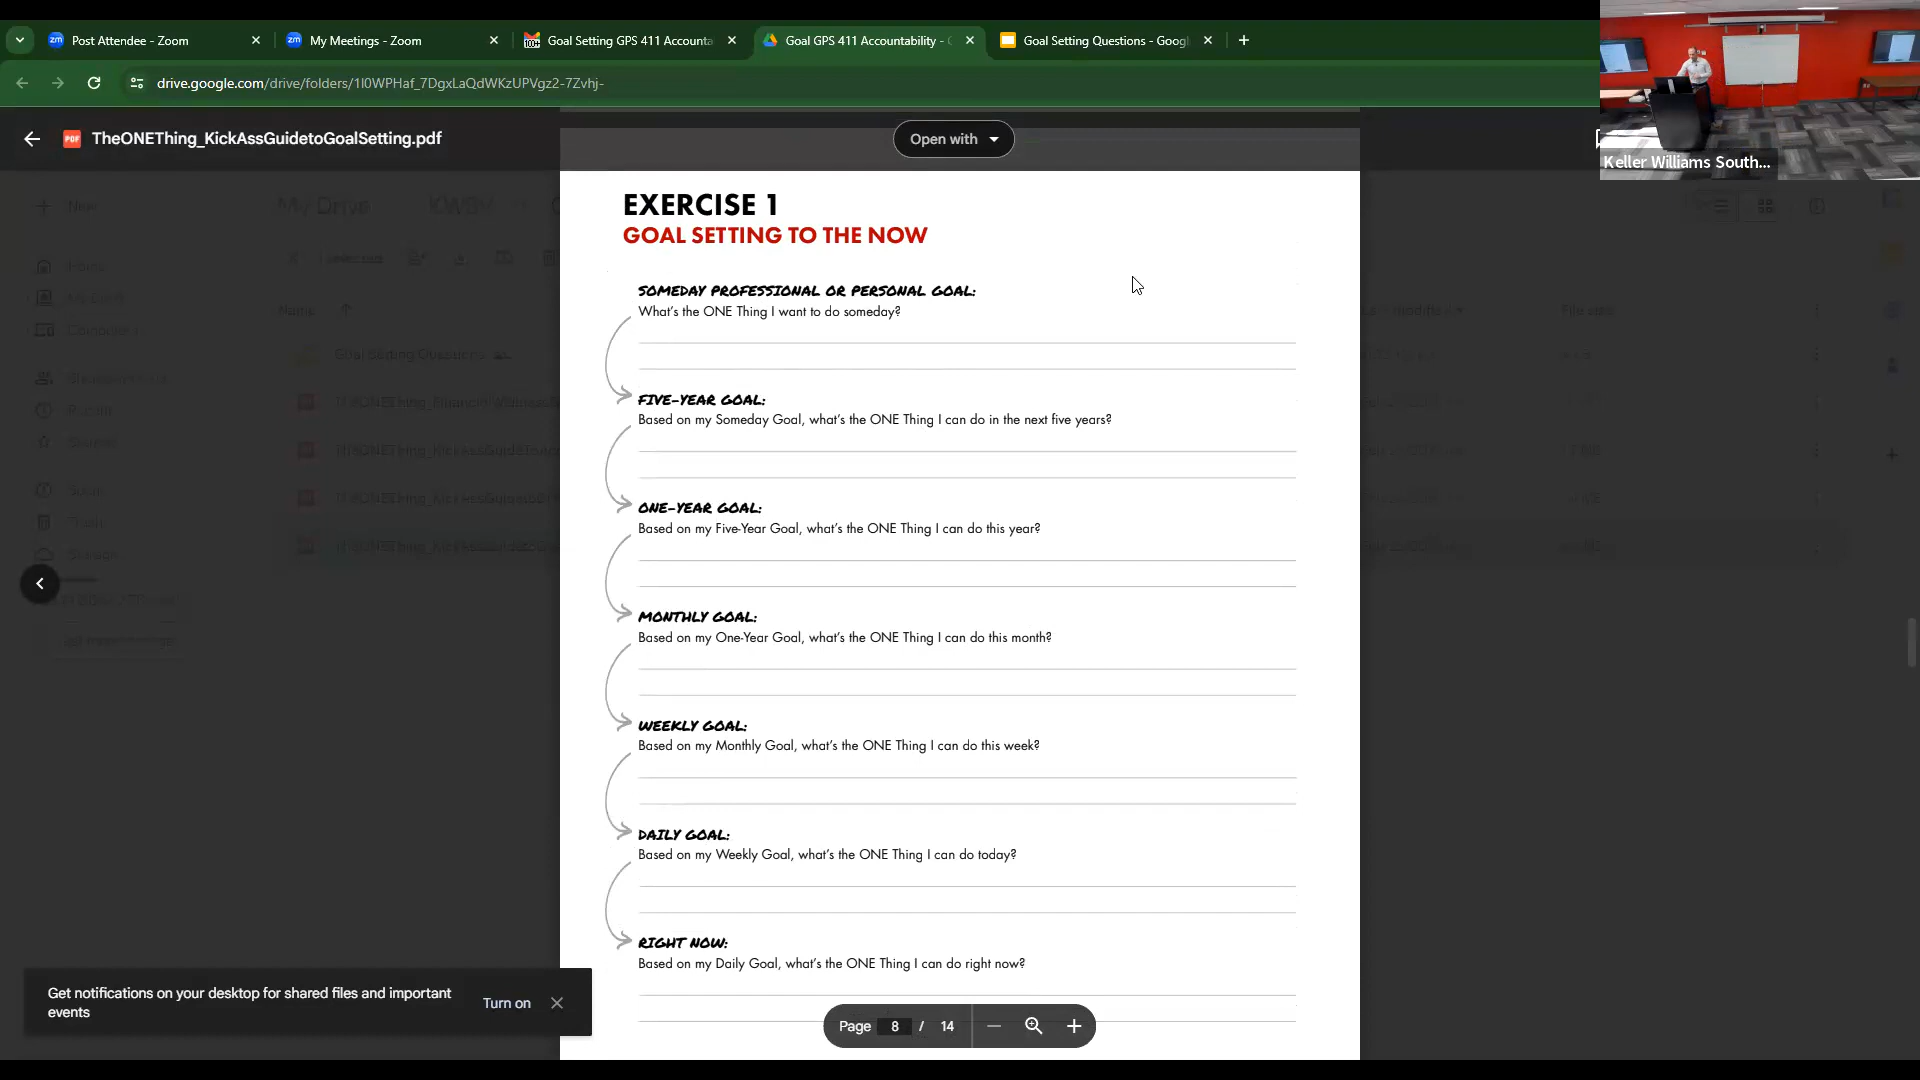 Post Attendee - Zoom
My Meetings - Zoom
Goal Setting GPS 411 Accounta
Goal GPS 411 Accountability -
Goal Setting Questions - Googl
drive.google.com/drive/folders/1I0WPHaf_7DgxLaQdWKzUPVgz2-7Zvhj-
Keller Williams South...
PDF TheONEThing_KickAssGuidetoGoalSetting.pdf
Open with
My Drive
EXERCISE 1
GOAL SETTING TO THE NOW
SOMEDAY PROFESSIONAL OR PERSONAL GOAL:
What's the ONE Thing I want to do someday?
FIVE-YEAR GOAL:
Based on my Someday Goal, what's the ONE Thing I can do in the next five years?
ONE-YEAR GOAL:
Based on my Five-Year Goal, what's the ONE Thing I can do this year?
MONTHLY GOAL:
Based on my One-Year Goal, what's the ONE Thing I can do this month?
WEEKLY GOAL:
Based on my Monthly Goal, what's the ONE Thing I can do this week?
DAILY GOAL:
Based on my Weekly Goal, what's the ONE Thing I can do today?
RIGHT NOW:
Based on my Daily Goal, what's the ONE Thing I can do right now?
Get notifications on your desktop for shared files and important
events
Turn on
Page 8 / 14